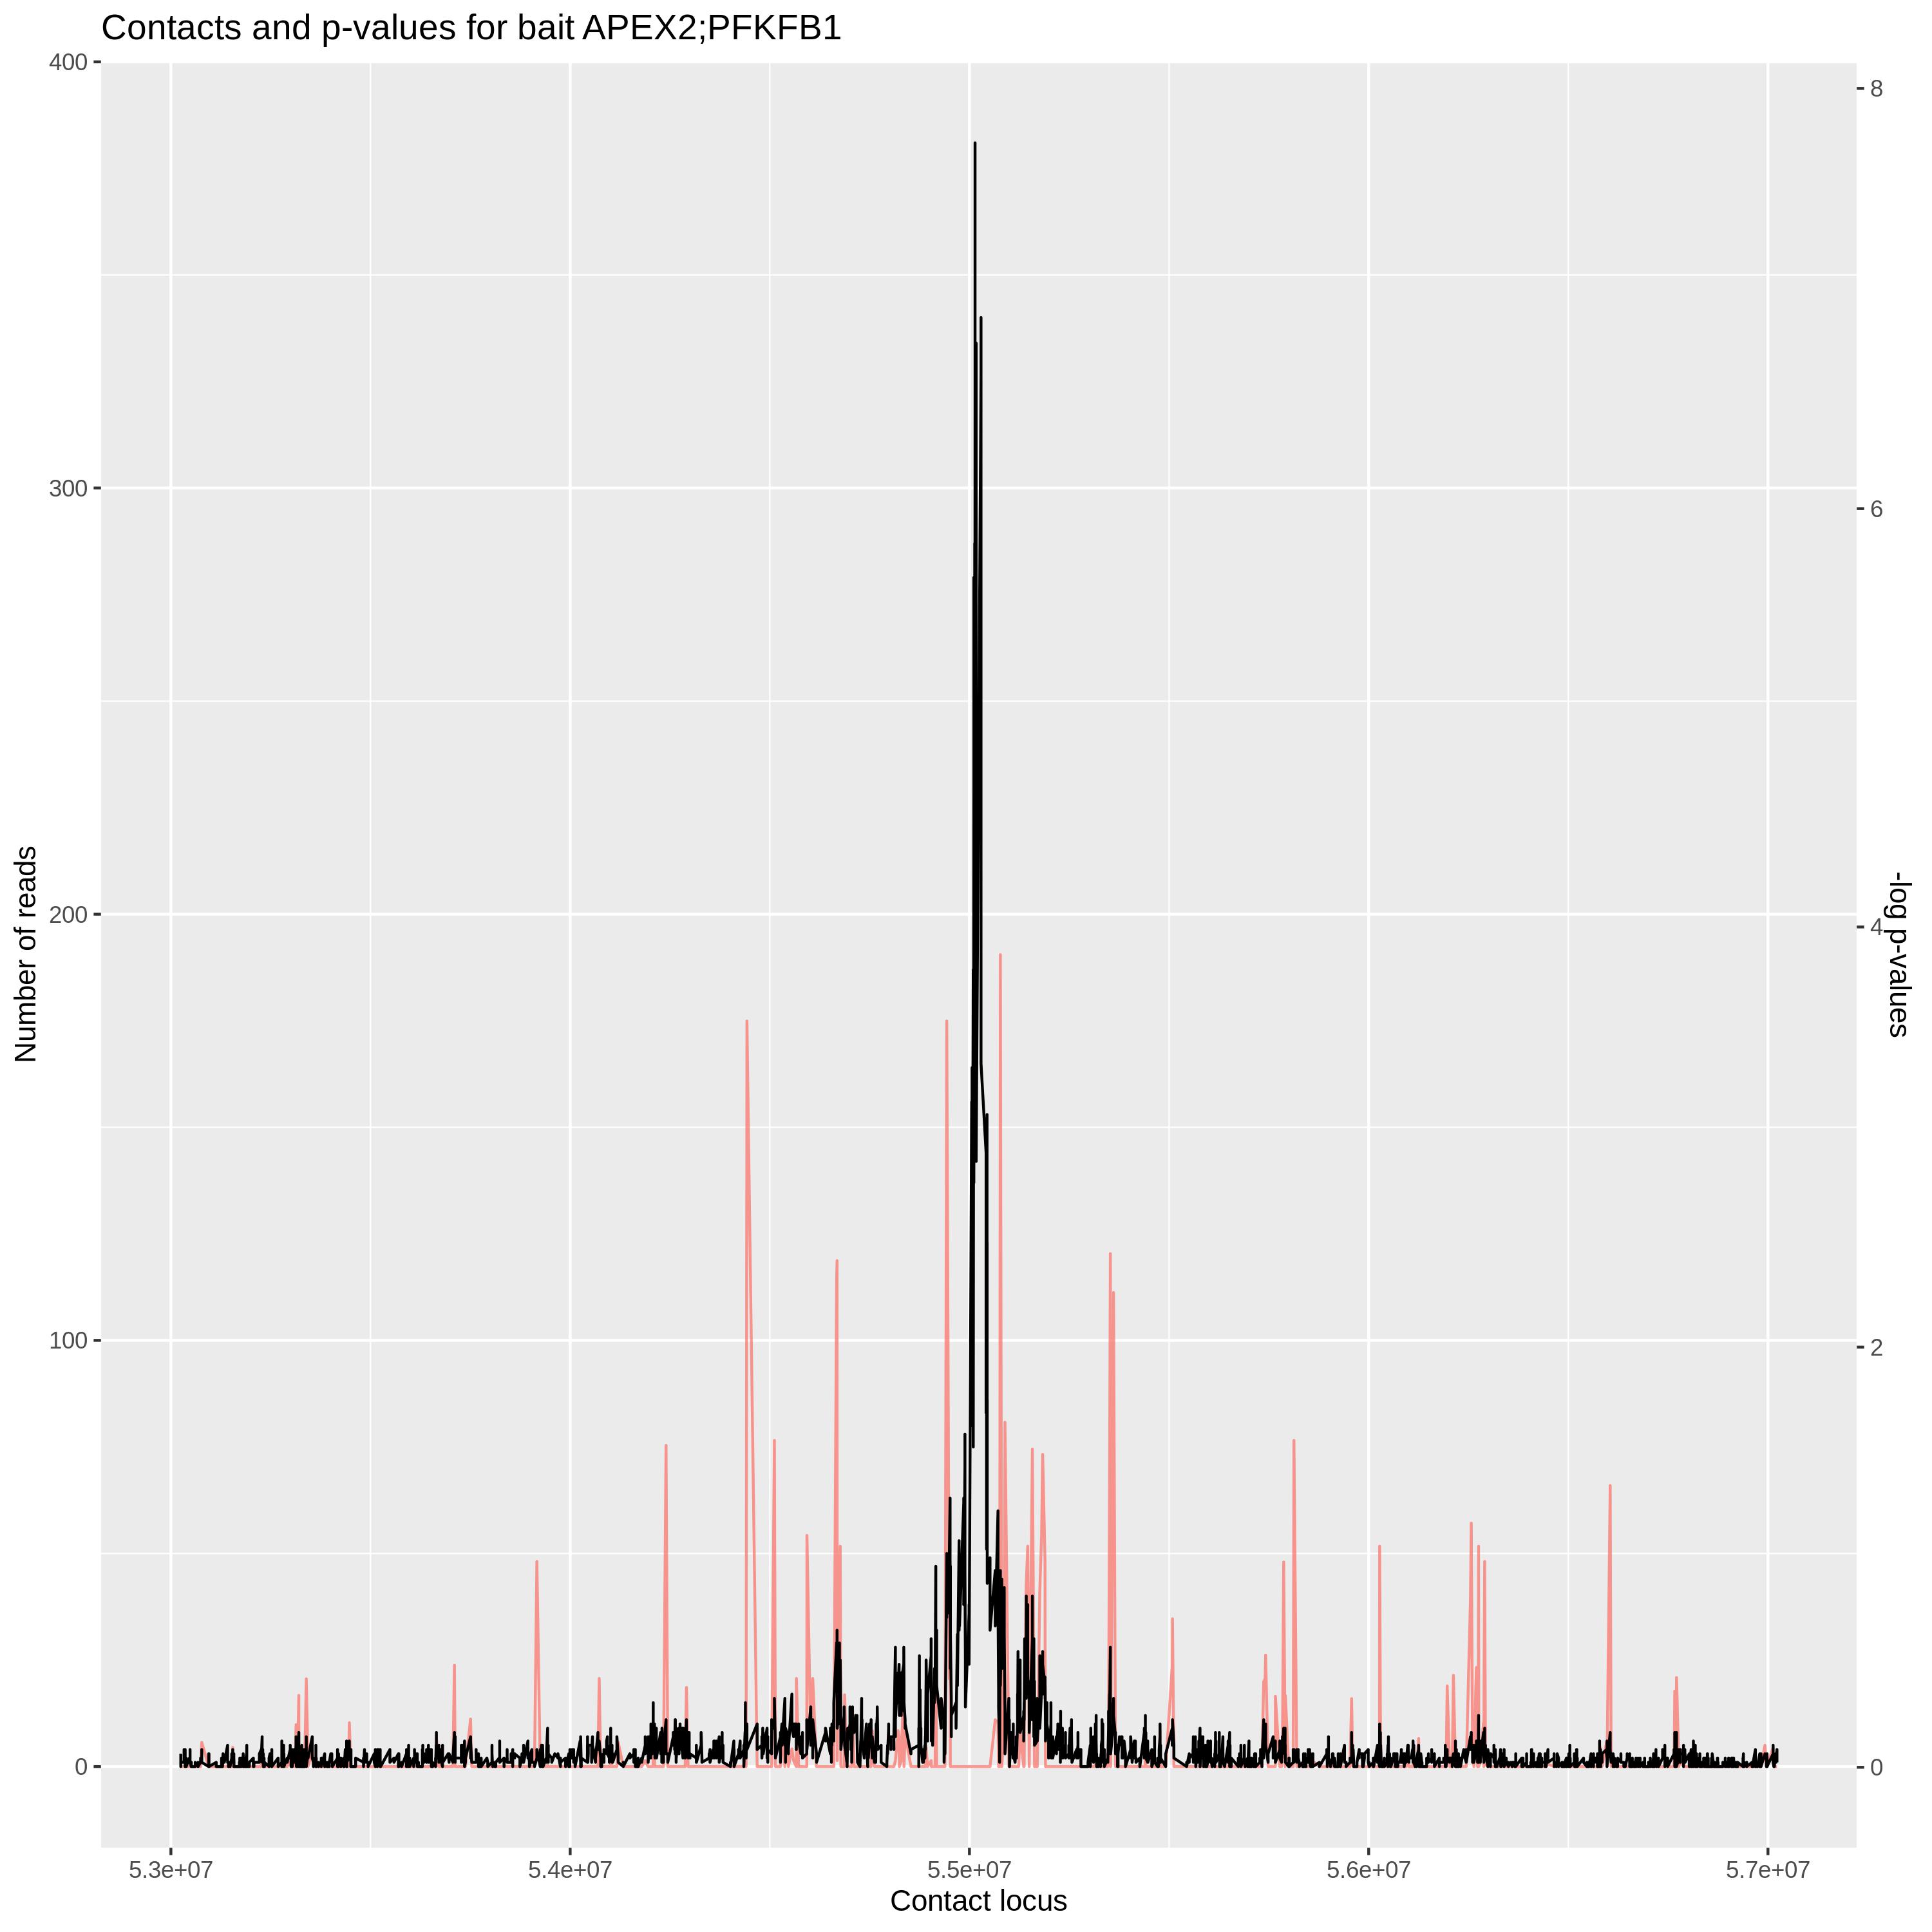 Contacts and p-values for bait APEX2;PFKFB1
400
300
200
100
0
Number of reads
8
6
4
2
0
-log p-values
5.3e+07 5.4e+07 5.5e+07 5.6e+07 5.7e+07
Contact locus